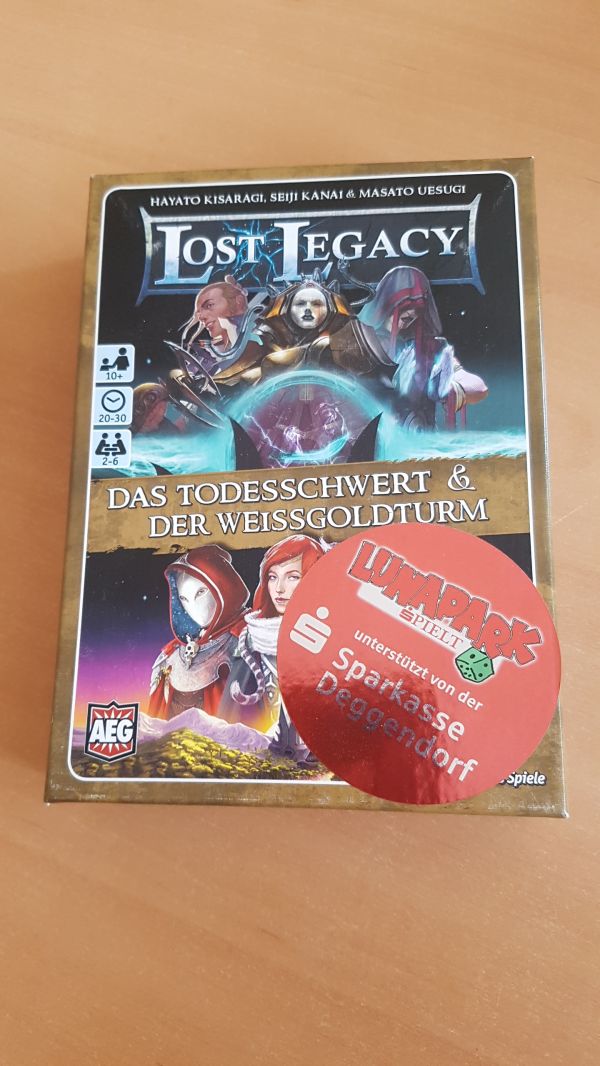 HAYATO KISARAGI, SEIJI KANAI & MASATO UESUGI
LOST LEGACY
10+
20-30
2-6
DAS TODESSCHWERT &
DER WEISSGOLDTURM
LUNAPARK
SPIELT
unterstützt von der
Sparkasse
Deggendorf
AEG
Spiele